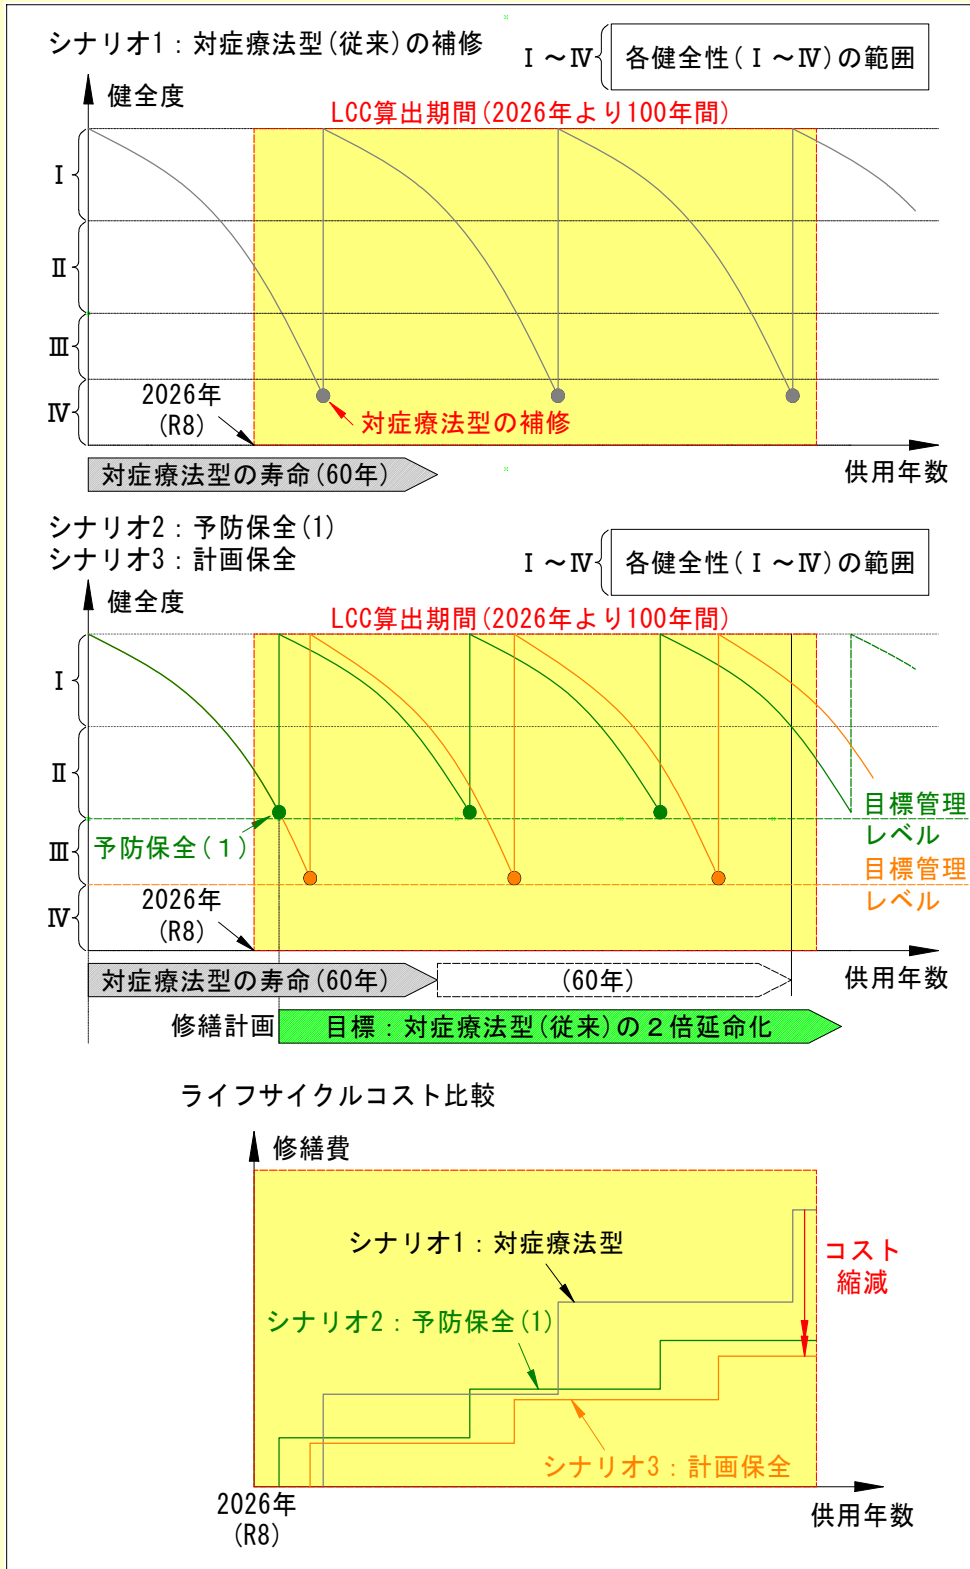 シナリオ1：対症療法型(従来)の補修
Ⅰ～Ⅳ
各健全性(Ⅰ～Ⅳ)の範囲
健全度
LCC算出期間(2026年より100年間)
Ⅰ
Ⅱ
Ⅲ
Ⅳ
2026年
(R8)
対症療法型の補修
対症療法型の寿命(60年)
供用年数
シナリオ2：予防保全(1)
シナリオ3：計画保全
Ⅰ～Ⅳ
各健全性(Ⅰ～Ⅳ)の範囲
健全度
LCC算出期間(2026年より100年間)
Ⅰ
Ⅱ
Ⅲ
Ⅳ
予防保全(１)
目標管理
レベル
目標管理
レベル
2026年
(R8)
対症療法型の寿命(60年)
(60年)
供用年数
修繕計画
目標：対症療法型(従来)の２倍延命化
ライフサイクルコスト比較
修繕費
シナリオ1：対症療法型
コスト
縮減
シナリオ2：予防保全(1)
シナリオ3：計画保全
2026年
(R8)
供用年数